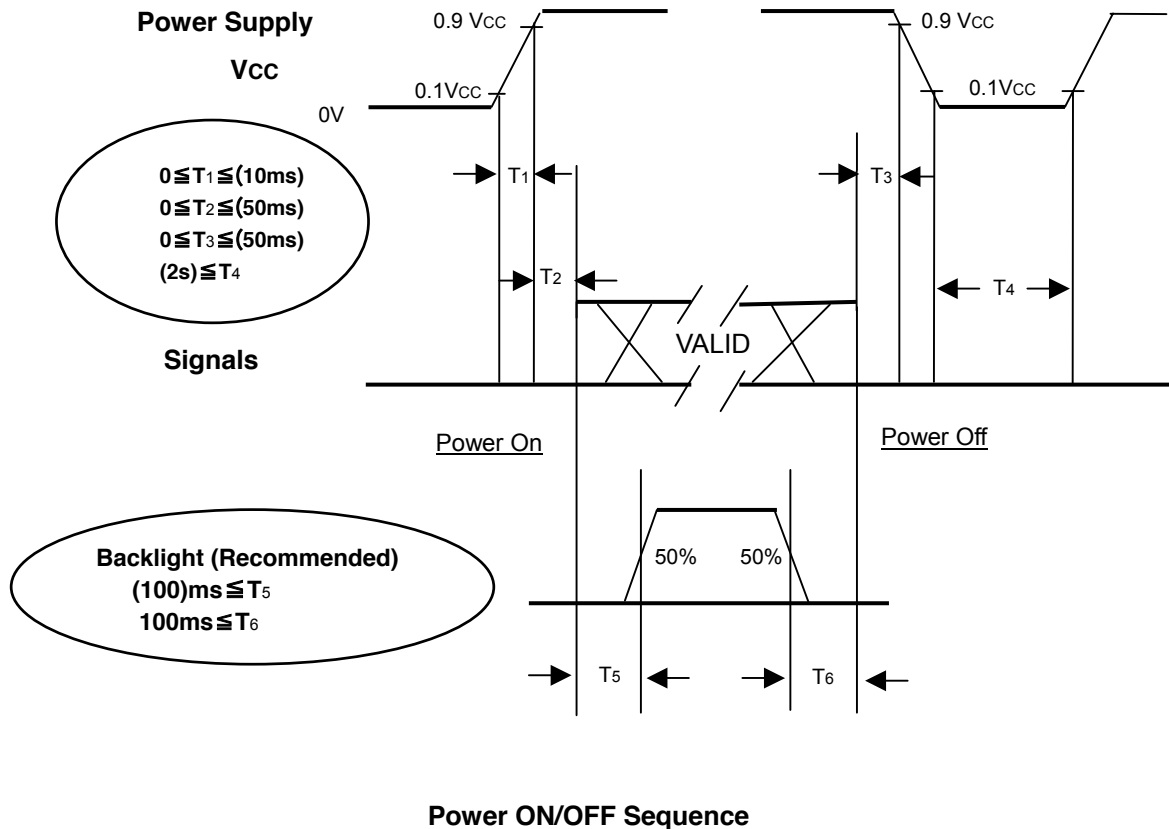 Power Supply
VCC
0.9 VCC
0.1VCC
0V
0.9 VCC
0.1VCC
0≦T1≦(10ms)
0≦T2≦(50ms)
0≦T3≦(50ms)
(2s)≦T4
T1
T2
T3
T4
Signals
VALID
Power On
Power Off
Backlight (Recommended)
(100)ms≦T5
100ms≦T6
50%
50%
T5
T6
Power ON/OFF Sequence